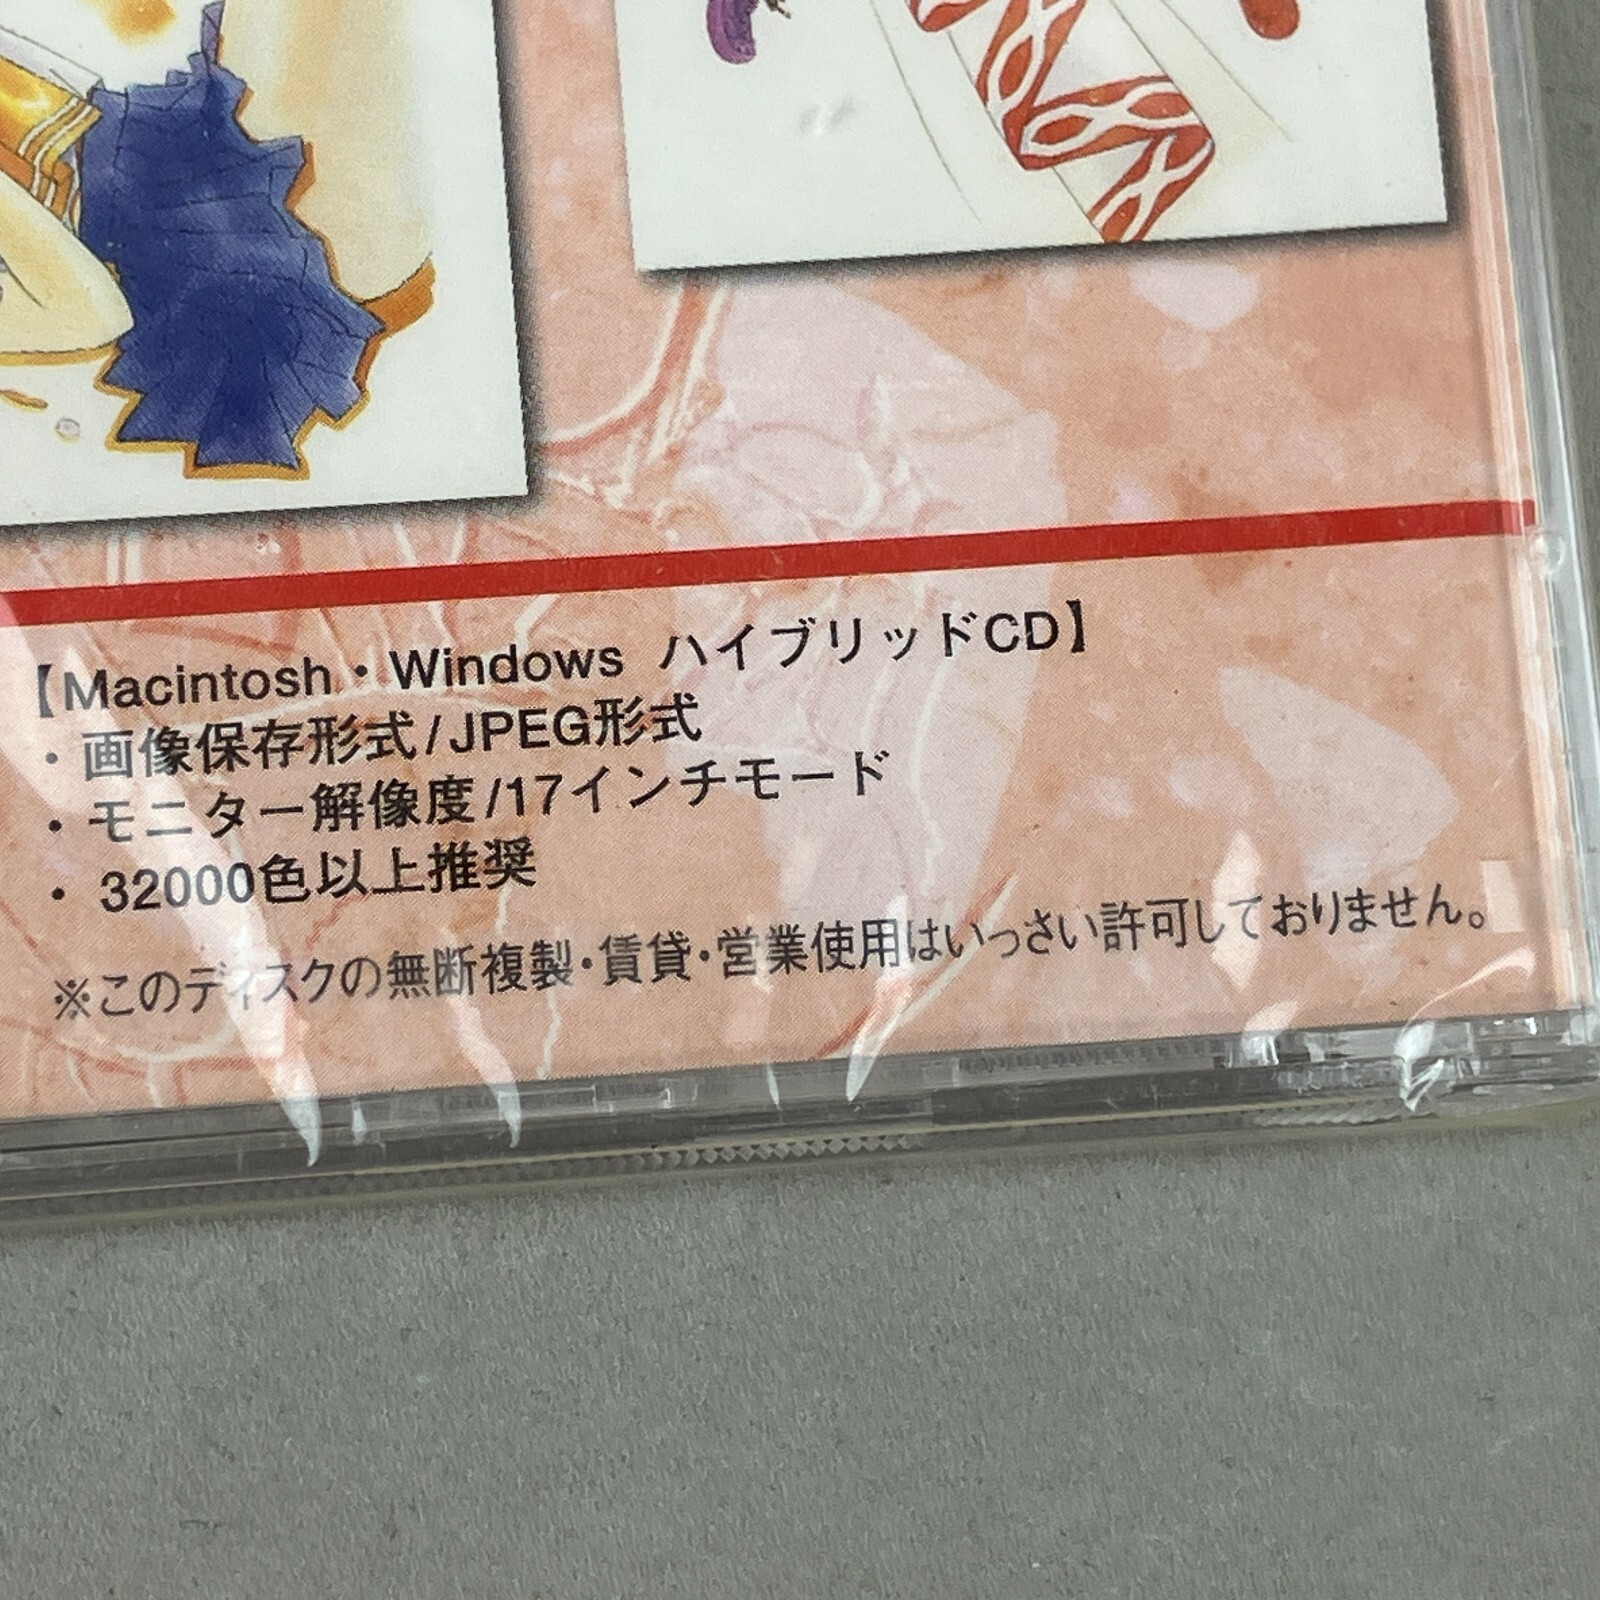 【Macintosh・Windows ハイブリッドCD】
・画像保存形式/JPEG形式
・モニター解像度/17インチモード
・32000色以上推奨
※このディスクの無断複製・賃貸・営業使用はいっさい許可しておりません。